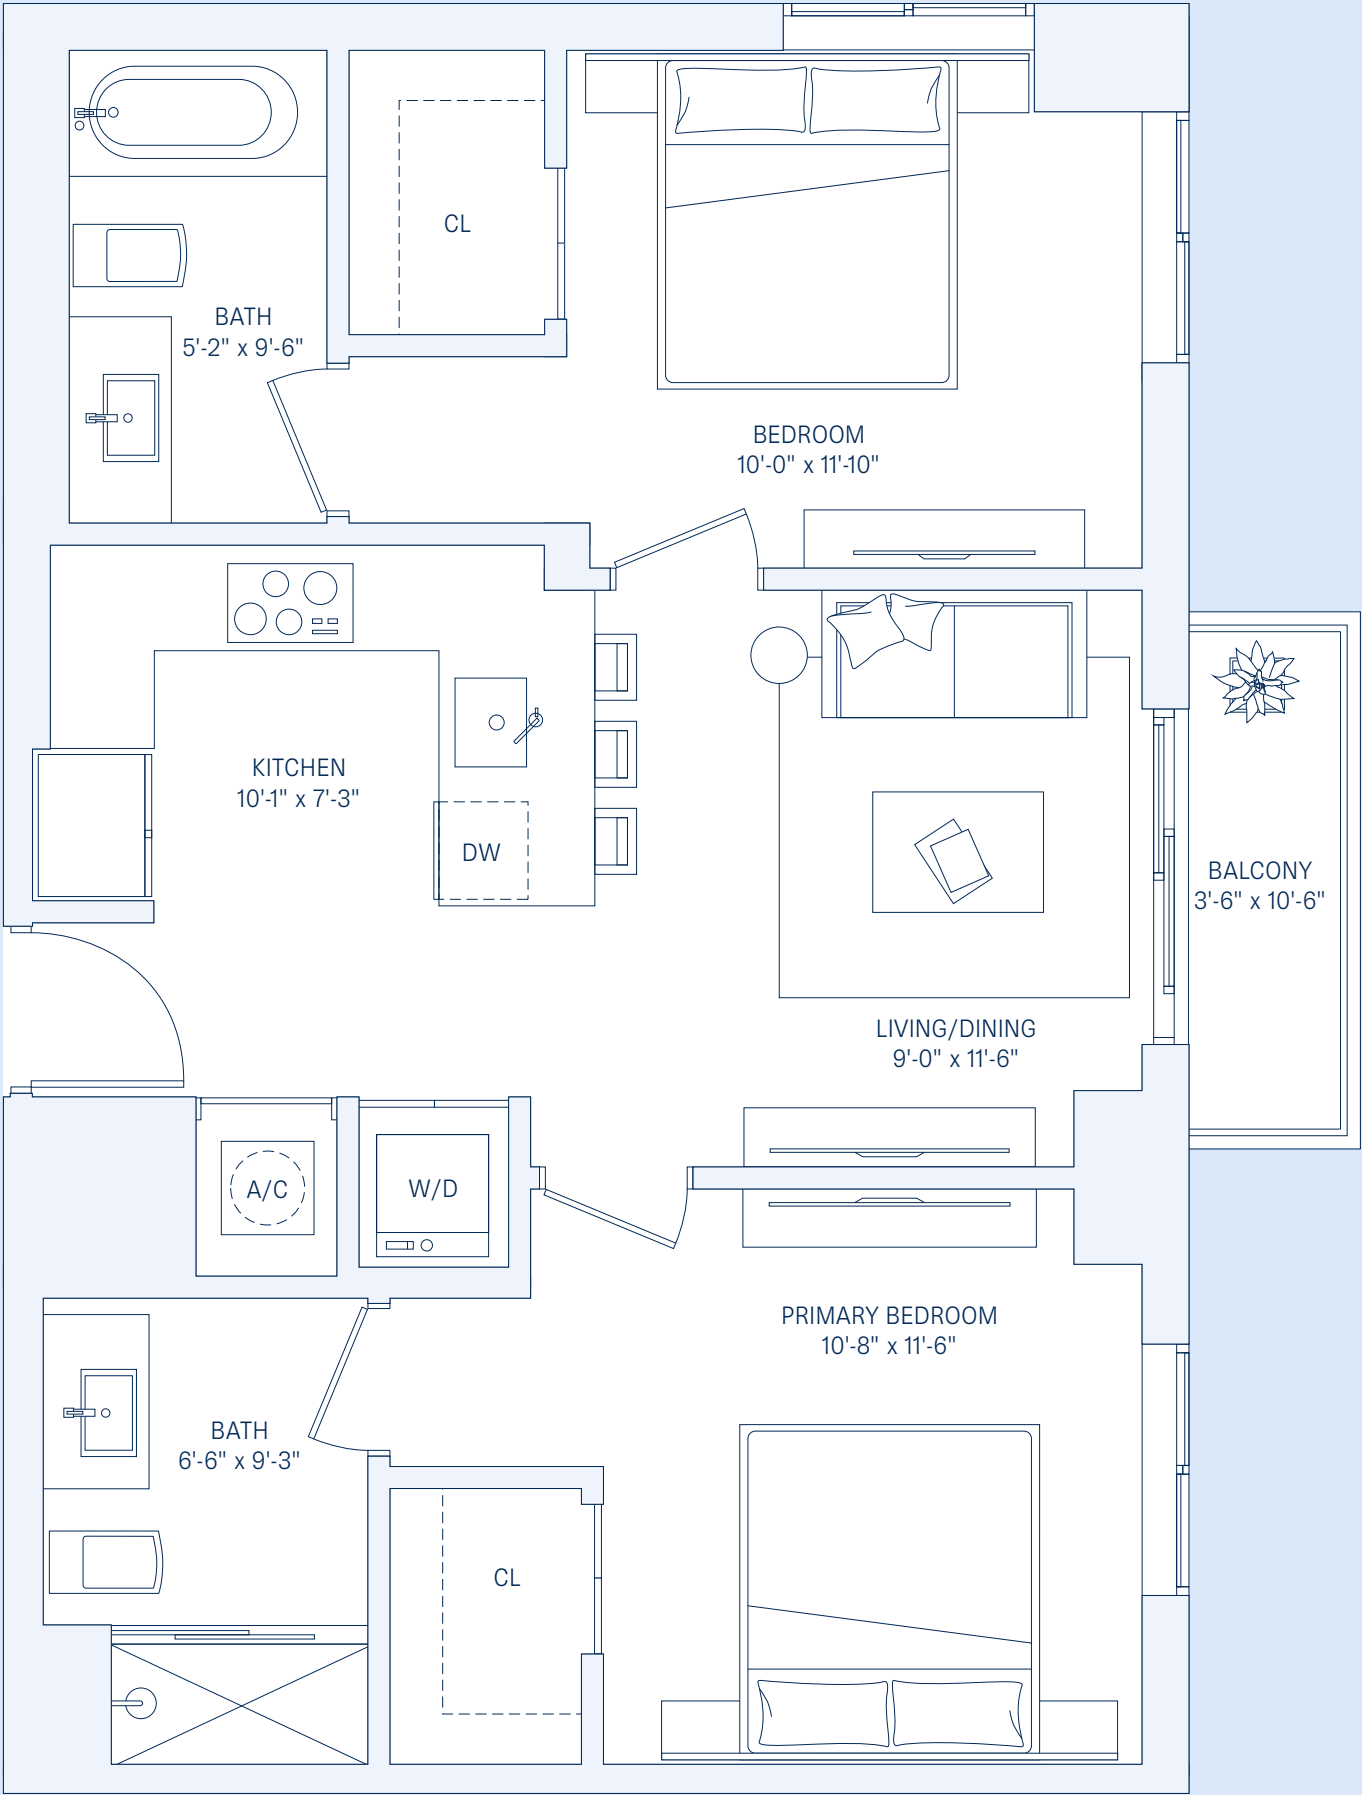 CL
BATH
5'-2" x 9'-6"
BEDROOM
10'-0" x 11'-10"
KITCHEN
10'-1" x 7'-3"
DW
BALCONY
3'-6" x 10'-6"
LIVING/DINING
9'-0" x 11'-6"
A/C
W/D
PRIMARY BEDROOM
10'-8" x 11'-6"
BATH
6'-6" x 9'-3"
CL